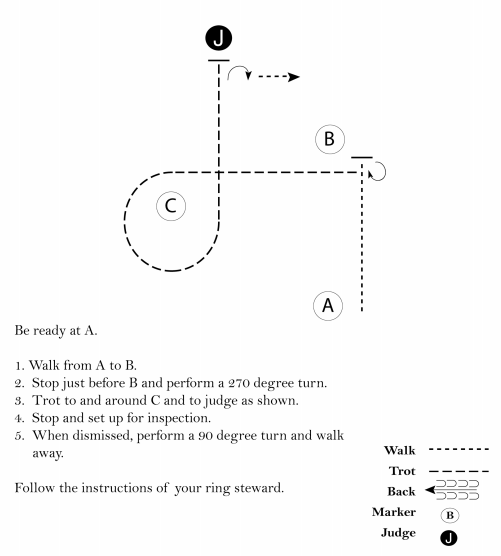 J
B
C
A
Be ready at A.
1. Walk from A to B.
2. Stop just before B and perform a 270 degree turn.
3. Trot to and around C and to judge as shown.
4. Stop and set up for inspection.
5. When dismissed, perform a 90 degree turn and walk
away.
Follow the instructions of your ring steward.
Walk
Trot
Back
Marker B
Judge J